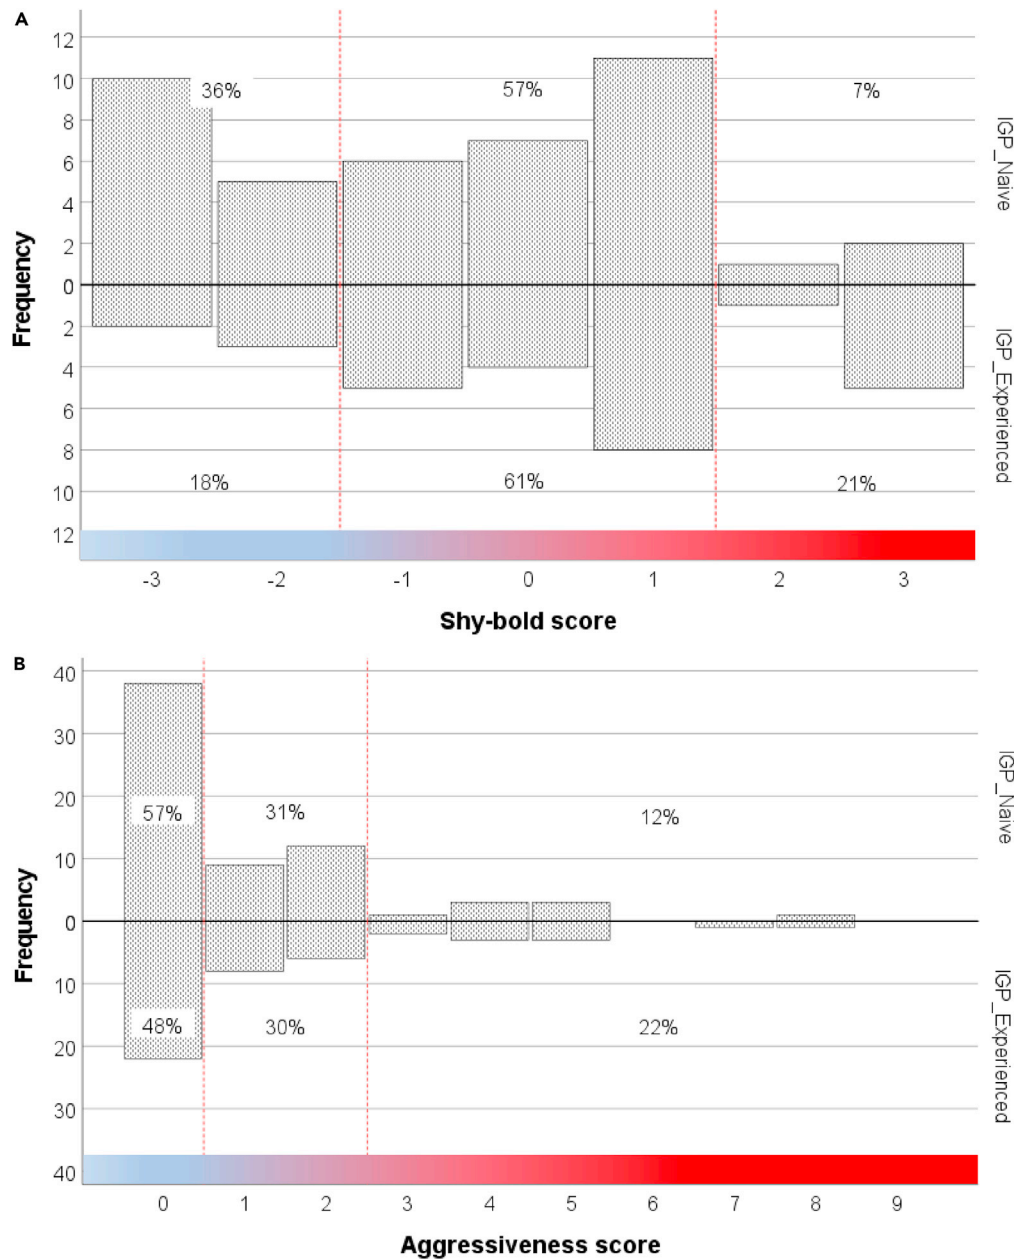 A
12
10
8
6
4
2
0
2
4
6
8
10
12
Frequency
36%
57%
7%
18%
61%
21%
IGP_Naive
IGP_Experienced
-3 -2 -1 0 1 2 3
Shy-bold score
B
40
30
20
10
0
10
20
30
40
Frequency
57%
31%
12%
48%
30%
22%
IGP_Naive
IGP_Experienced
0 1 2 3 4 5 6 7 8 9
Aggressiveness score